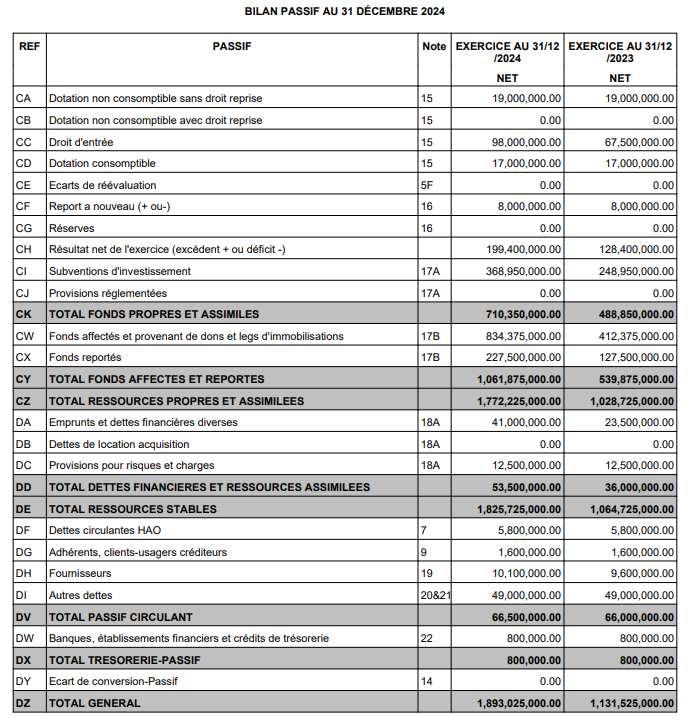 BILAN PASSIF AU 31 DÉCEMBRE 2024
REF PASSIF Note EXERCICE AU 31/12 /2024 EXERCICE AU 31/12 /2023
NET NET
CA Dotation non consomptible sans droit reprise 15 19,000,000.00 19,000,000.00
CB Dotation non consomptible avec droit reprise 15 0.00 0.00
CC Droit d'entrée 15 98,000,000.00 67,500,000.00
CD Dotation consomptible 15 17,000,000.00 17,000,000.00
CE Ecarts de réévaluation 5F 0.00 0.00
CF Report a nouveau (+ ou-) 16 8,000,000.00 8,000,000.00
CG Réserves 16 0.00 0.00
CH Résultat net de l'exercice (excédent + ou déficit -) 199,400,000.00 128,400,000.00
CI Subventions d'investissement 17A 368,950,000.00 248,950,000.00
CJ Provisions réglementées 17A 0.00 0.00
CK TOTAL FONDS PROPRES ET ASSIMILES 710,350,000.00 488,850,000.00
CW Fonds affectés et provenant de dons et legs d'immobilisations 17B 834,375,000.00 412,375,000.00
CX Fonds reportés 17B 227,500,000.00 127,500,000.00
CY TOTAL FONDS AFFECTES ET REPORTES 1,061,875,000.00 539,875,000.00
CZ TOTAL RESSOURCES PROPRES ET ASSIMILEES 1,772,225,000.00 1,028,725,000.00
DA Emprunts et dettes financières diverses 18A 41,000,000.00 23,500,000.00
DB Dettes de location acquisition 18A 0.00 0.00
DC Provisions pour risques et charges 18A 12,500,000.00 12,500,000.00
DD TOTAL DETTES FINANCIERES ET RESSOURCES ASSIMILEES 53,500,000.00 36,000,000.00
DE TOTAL RESSOURCES STABLES 1,825,725,000.00 1,064,725,000.00
DF Dettes circulantes HAO 7 5,800,000.00 5,800,000.00
DG Adhérents, clients-usagers créditeurs 9 1,600,000.00 1,600,000.00
DH Fournisseurs 19 10,100,000.00 9,600,000.00
DI Autres dettes 20&21 49,000,000.00 49,000,000.00
DV TOTAL PASSIF CIRCULANT 66,500,000.00 66,000,000.00
DW Banques, établissements financiers et crédits de trésorerie 22 800,000.00 800,000.00
DX TOTAL TRESORERIE-PASSIF 800,000.00 800,000.00
DY Ecart de conversion-Passif 14 0.00 0.00
DZ TOTAL GENERAL 1,893,025,000.00 1,131,525,000.00